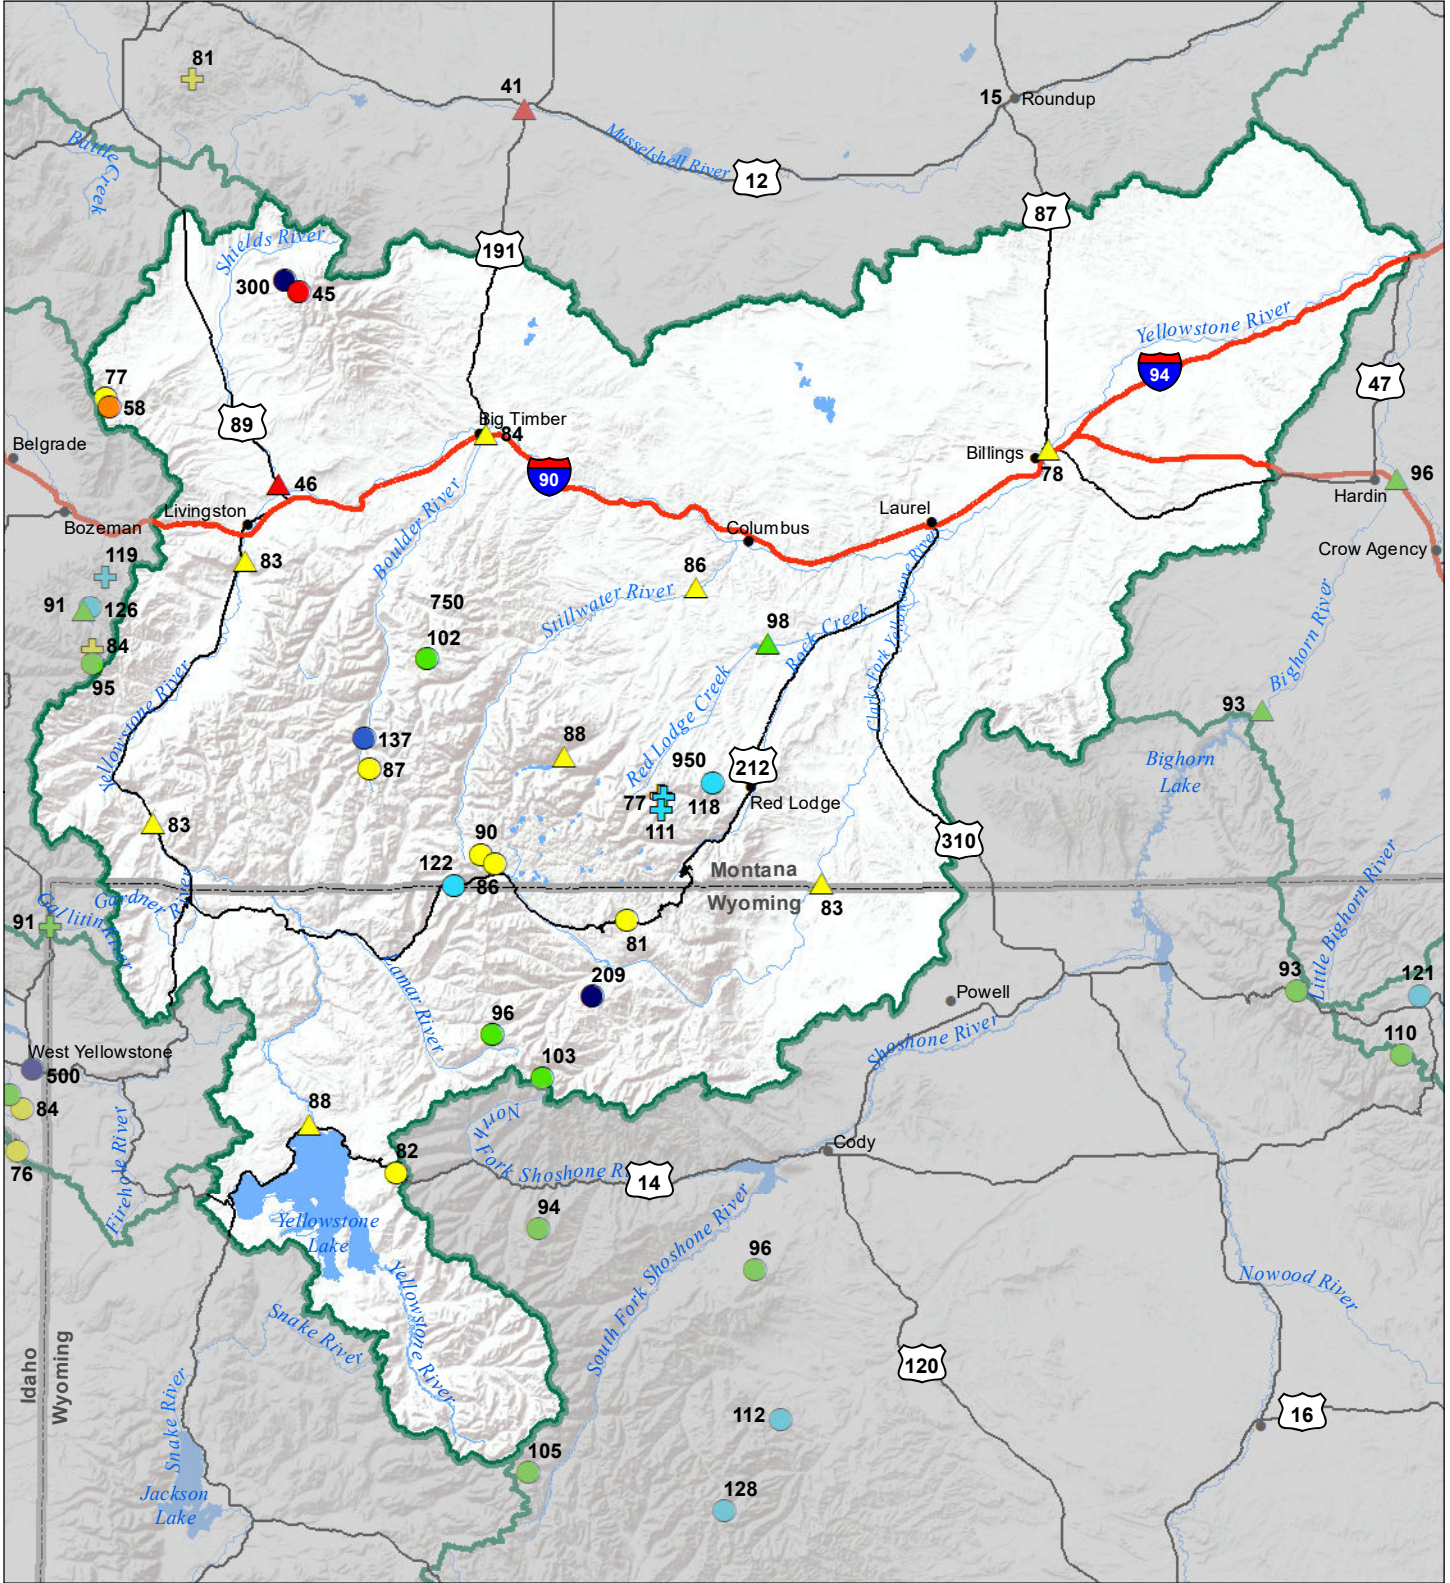 81
41
15
Roundup
Battle
Creek
Musselshell River
12
87
191
Shields River
300
45
Yellowstone River
94
47
77
58
89
Big Timber
84
Belgrade
90
Billings
78
96
Hardin
46
Livingston
Laurel
Bozeman
Columbus
Crow Agency
119
83
Boulder River
91
126
86
Stillwater River
750
102
98
Rock Creek
Clarks Fork Yellowstone River
84
95
Yellowstone River
Red Lodge Creek
Bighorn River
93
137
87
88
950
212
Bighorn
Lake
77
118
111
Red Lodge
83
90
122
86
310
Montana
Wyoming
83
Gardner River
Gallitin River
91
81
Little Bighorn River
Lamar River
209
93
121
Powell
96
Shoshone River
West Yellowstone
500
103
110
84
88
North
Fork Shoshone R
Cody
76
Firehole River
82
14
94
Yellowstone
Lake
South Fork Shoshone River
96
Yellowstone River
Nowood River
Snake River
Idaho
Wyoming
120
Snake River
112
16
105
Jackson
Lake
128